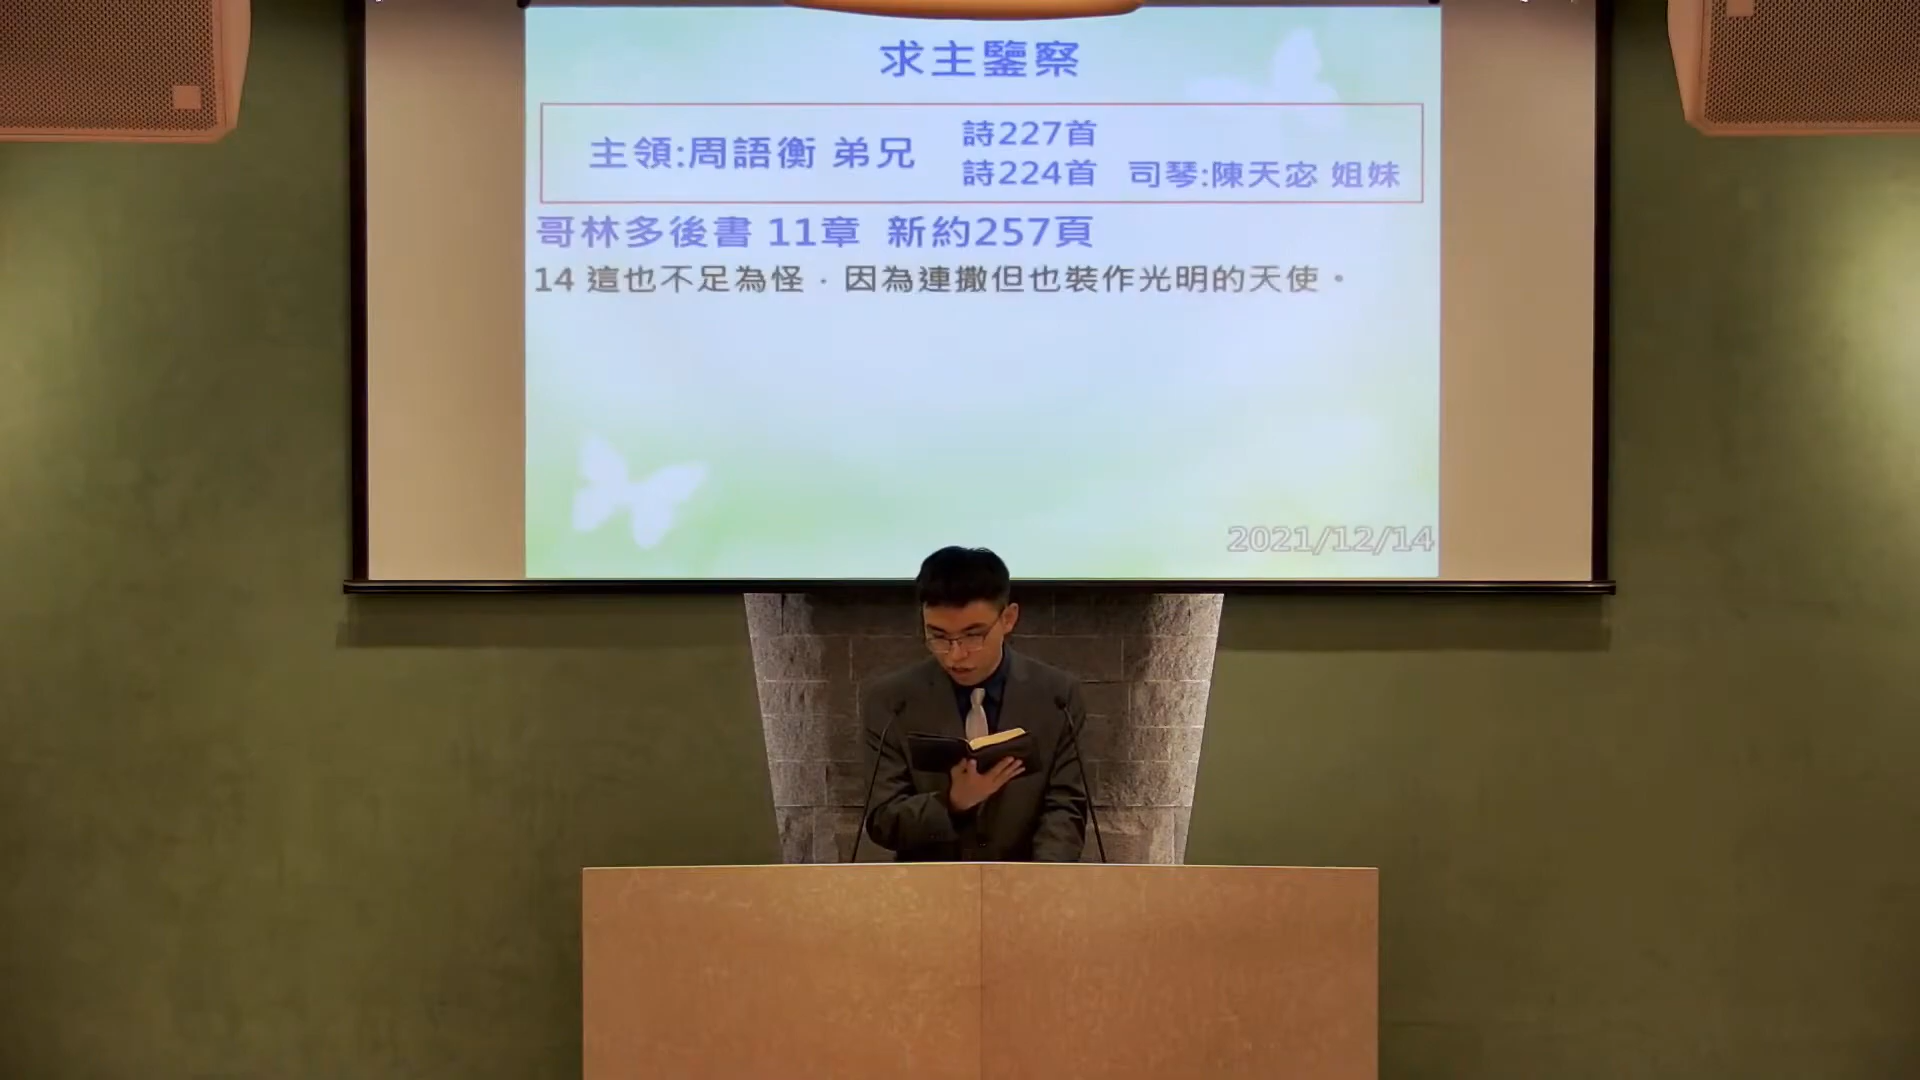 求主鑒察
主領:周語衡 弟兄
詩227首
詩224首 司琴:陳天宓 姐妹
哥林多後書 11章 新約257頁
14 這也不足為怪．因為連撒但也裝作光明的天使。
2021/12/14